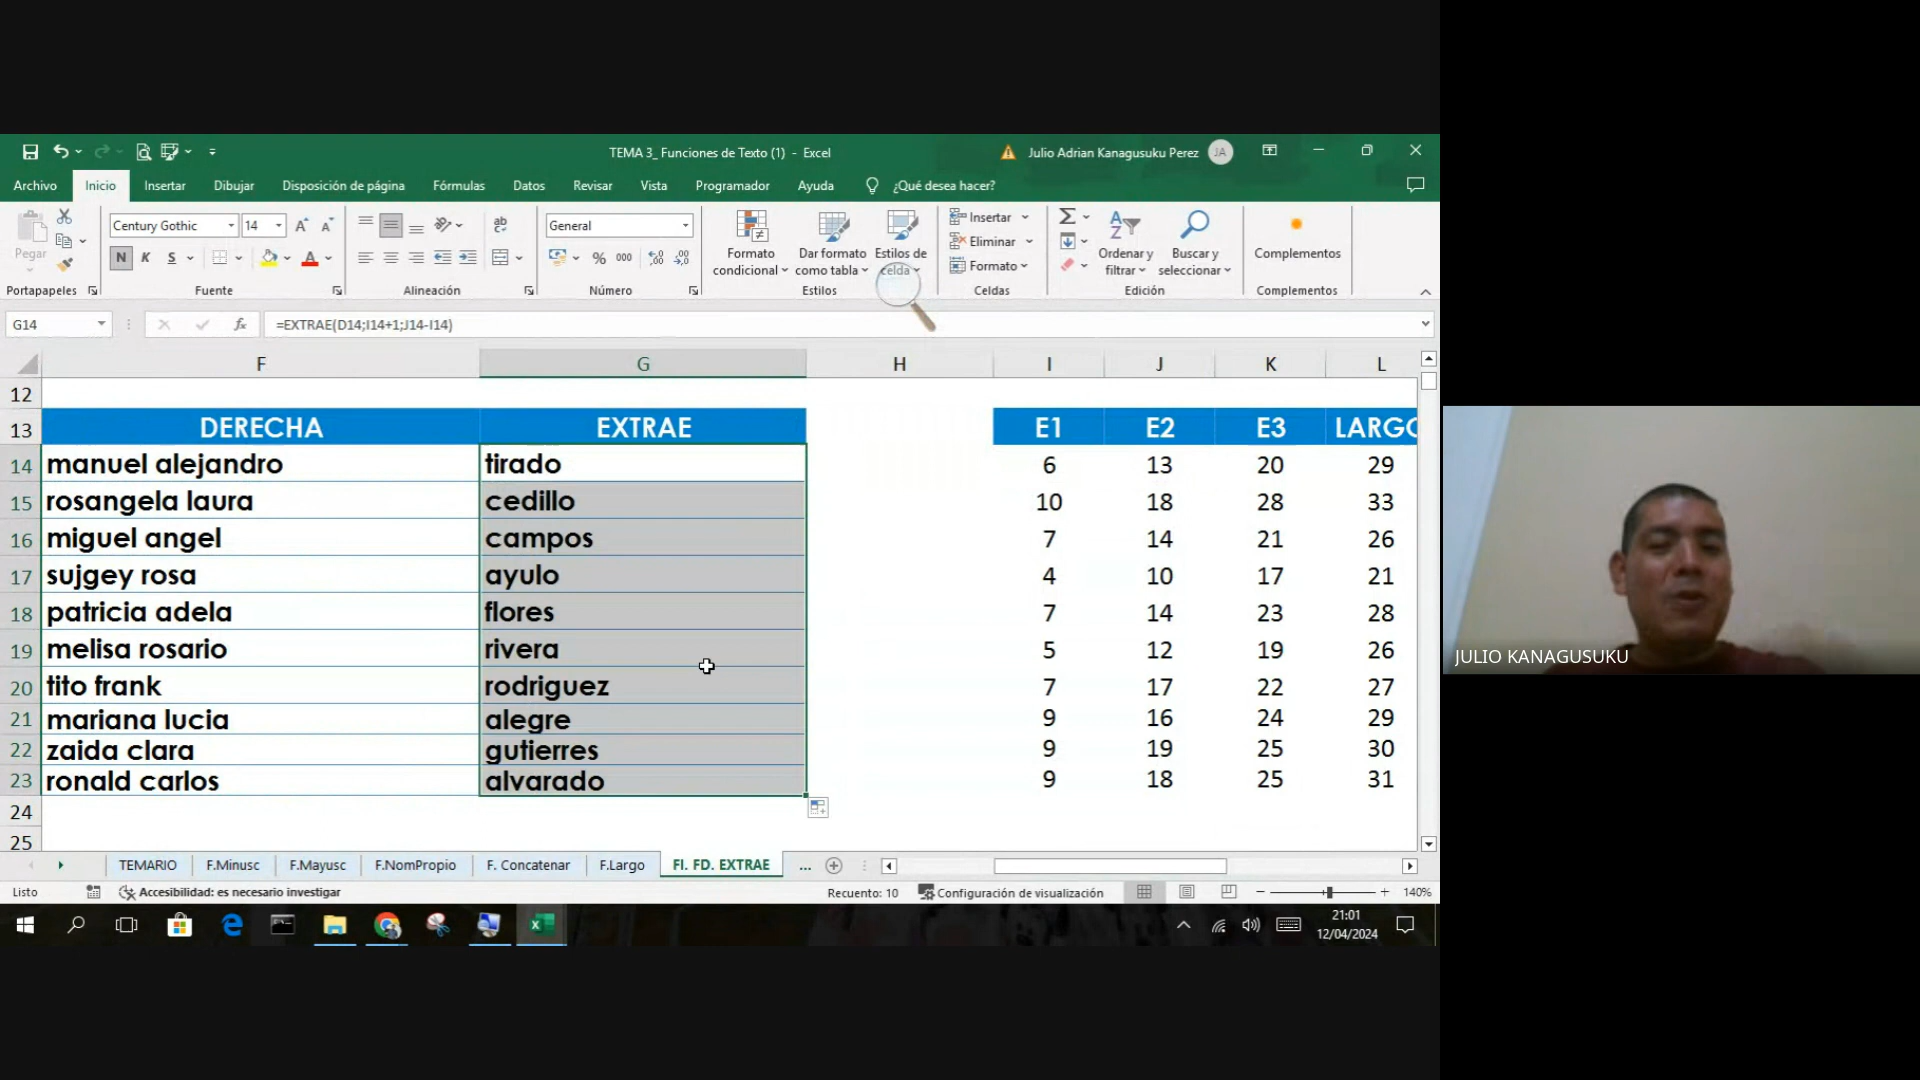 TEMA 3_ Funciones de Texto (1) - Excel
Julio Adrian Kanagusuku Perez JA
Archivo Inicio Insertar Dibujar Disposición de página Fórmulas Datos Revisar Vista Programador Ayuda ¿Qué desea hacer?
Pegar
Century Gothic 14
N K S
General
% 000
Formato condicional
Dar formato como tabla
Estilos de celda
Insertar
Eliminar
Formato
Ordenar y filtrar
Buscar y seleccionar
Complementos
Portapapeles Fuente Alineación Número Estilos Celdas Edición Complementos
G14 fx =EXTRAE(D14;I14+1;J14-I14)
F G H I J K L
12
13 DERECHA EXTRAE E1 E2 E3 LARGO
14 manuel alejandro tirado 6 13 20 29
15 rosangela laura cedillo 10 18 28 33
16 miguel angel campos 7 14 21 26
17 sujgey rosa ayulo 4 10 17 21
18 patricia adela flores 7 14 23 28
19 melisa rosario rivera 5 12 19 26
20 tito frank rodriguez 7 17 22 27
21 mariana lucia alegre 9 16 24 29
22 zaida clara gutierres 9 19 25 30
23 ronald carlos alvarado 9 18 25 31
24
25
TEMARIO F.Minusc F.Mayusc F.NomPropio F. Concatenar F.Largo FI. FD. EXTRAE ...
Listo Accesibilidad: es necesario investigar Recuento: 10 Configuración de visualización 140%
21:01
12/04/2024
JULIO KANAGUSUKU